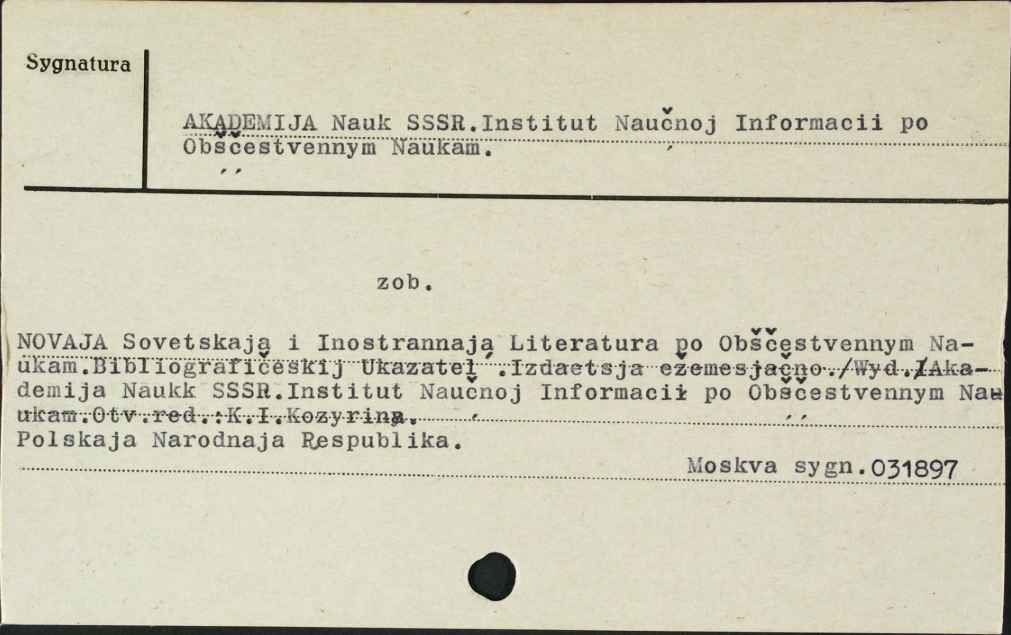 Sygnatura
AKADEMIJA Nauk SSSR.Institut Naučnoj Informacii po
Obščestvennym Naukam.
zob.
NOVAJA Sovetskaja i Inostrannaja Literatura po Obščestvennym Na-
ukam.Bibliografičeskij Ukazatel´.Izdaetsja ežemesjačno./Wyd./Aka-
demija Naukk SSSR.Institut Naučnoj Informacii po Obščestvennym Nau
ukam.Otv.red.:K.I.Kozyrina.
Polskaja Narodnaja Respublika.
Moskva sygn.031897